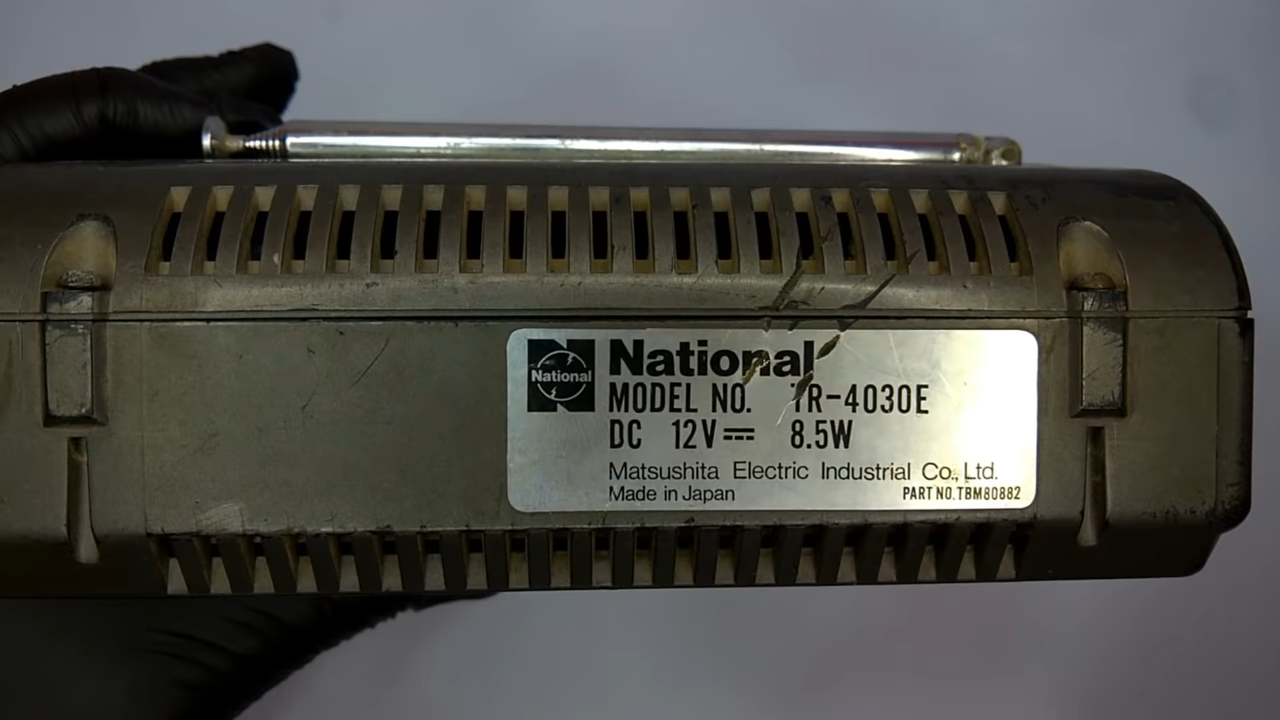 National
National
MODEL NO. TR-4030E
DC 12V⎓ 8.5W
Matsushita Electric Industrial Co., Ltd.
Made in Japan PART NO. TBM80882